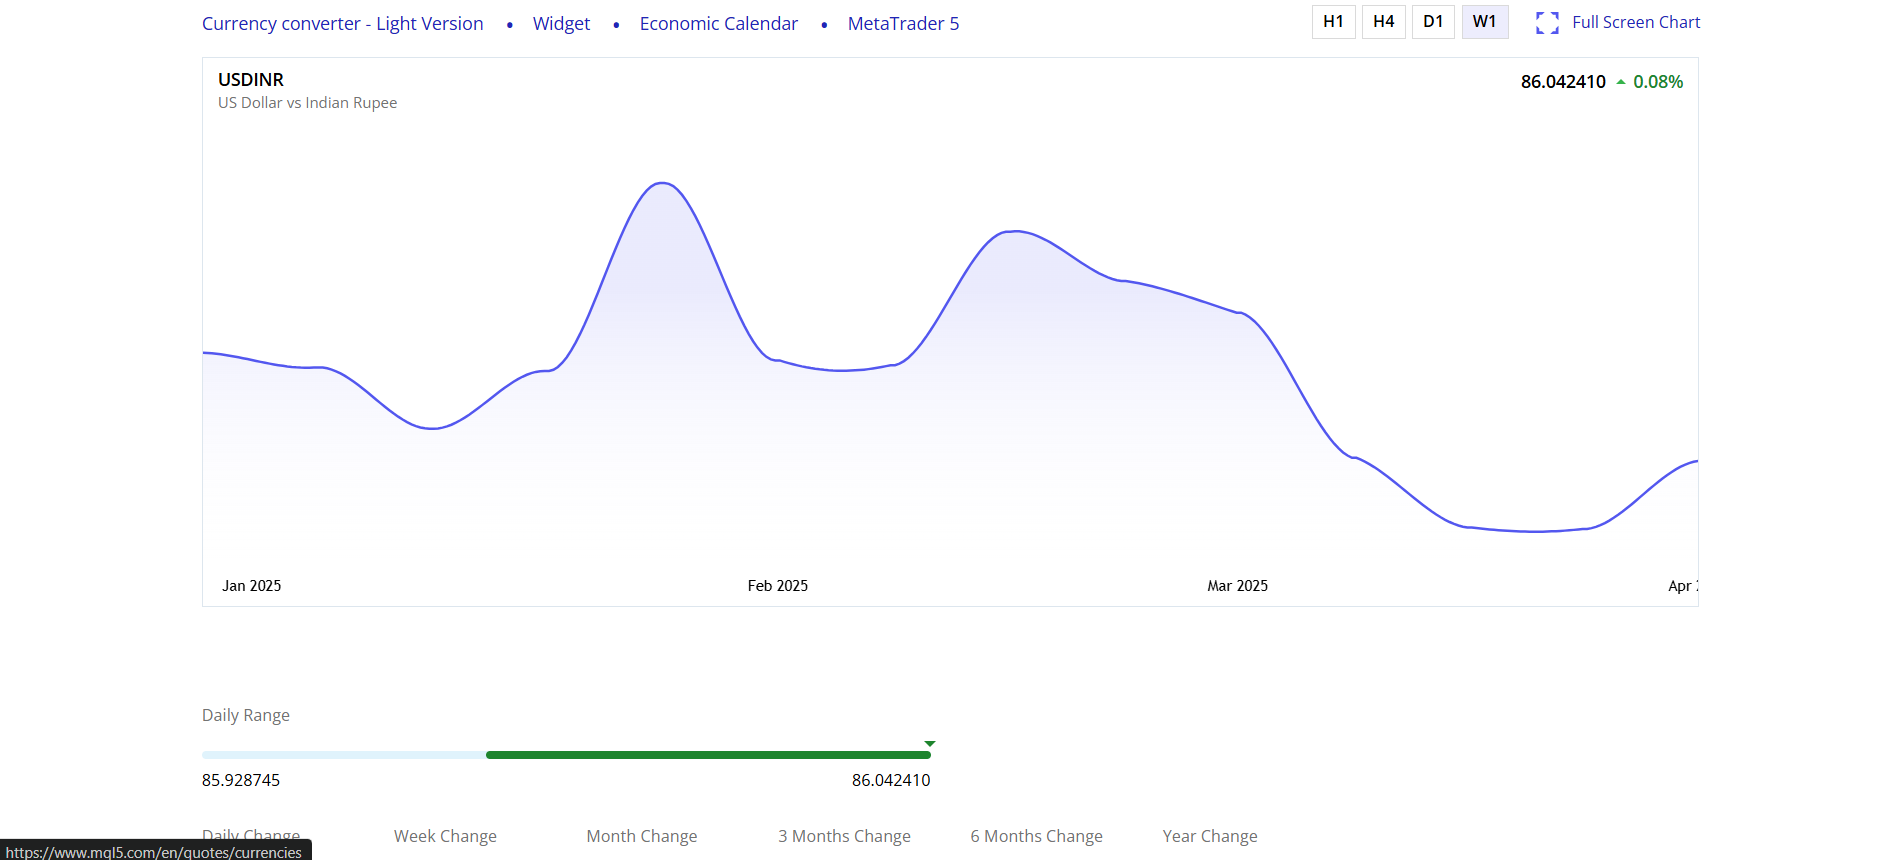 Currency converter - Light Version • Widget • Economic Calendar • MetaTrader 5 H1 H4 D1 W1 Full Screen Chart
USDINR 86.042410 0.08%
US Dollar vs Indian Rupee
Jan 2025 Feb 2025 Mar 2025 Apr
Daily Range
85.928745 86.042410
Daily Change Week Change Month Change 3 Months Change 6 Months Change Year Change
https://www.mql5.com/en/quotes/currencies